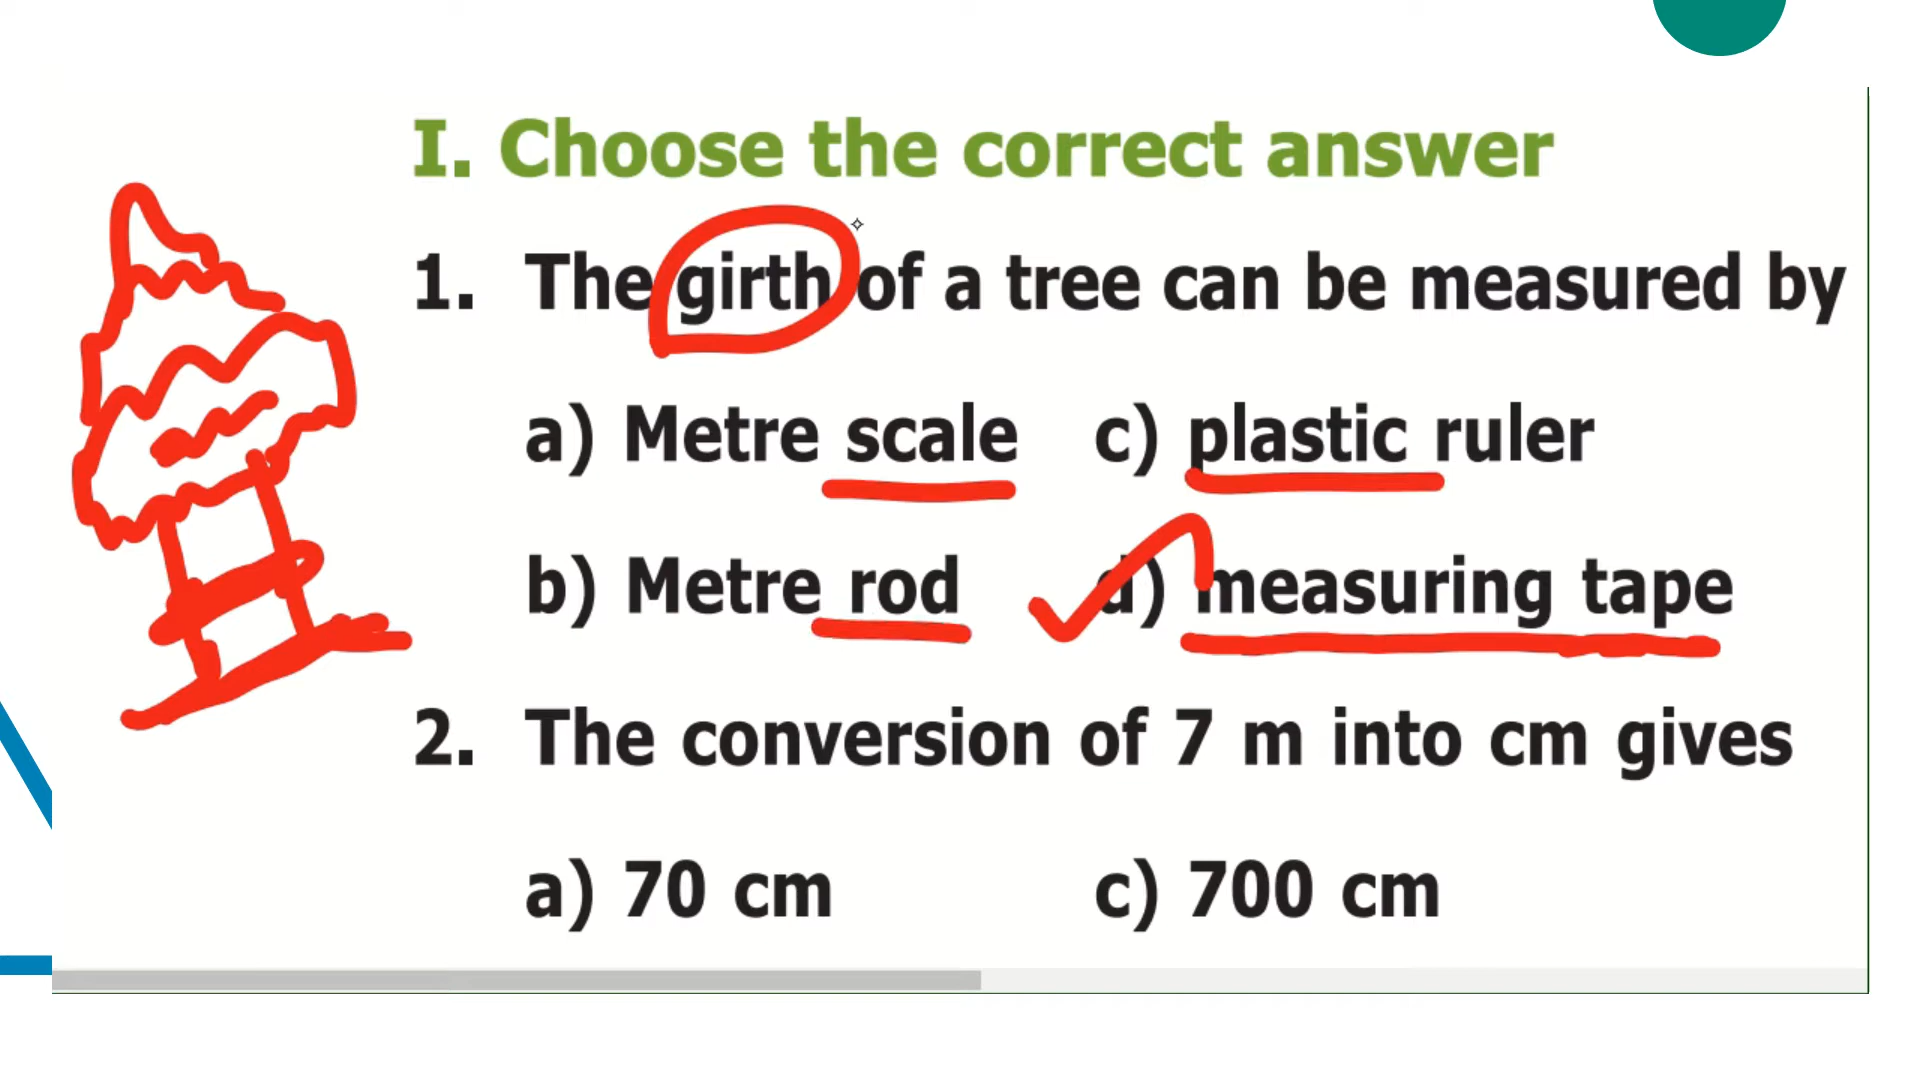 I. Choose the correct answer
1. The girth of a tree can be measured by
a) Metre scale c) plastic ruler
b) Metre rod d) measuring tape
2. The conversion of 7 m into cm gives
a) 70 cm c) 700 cm